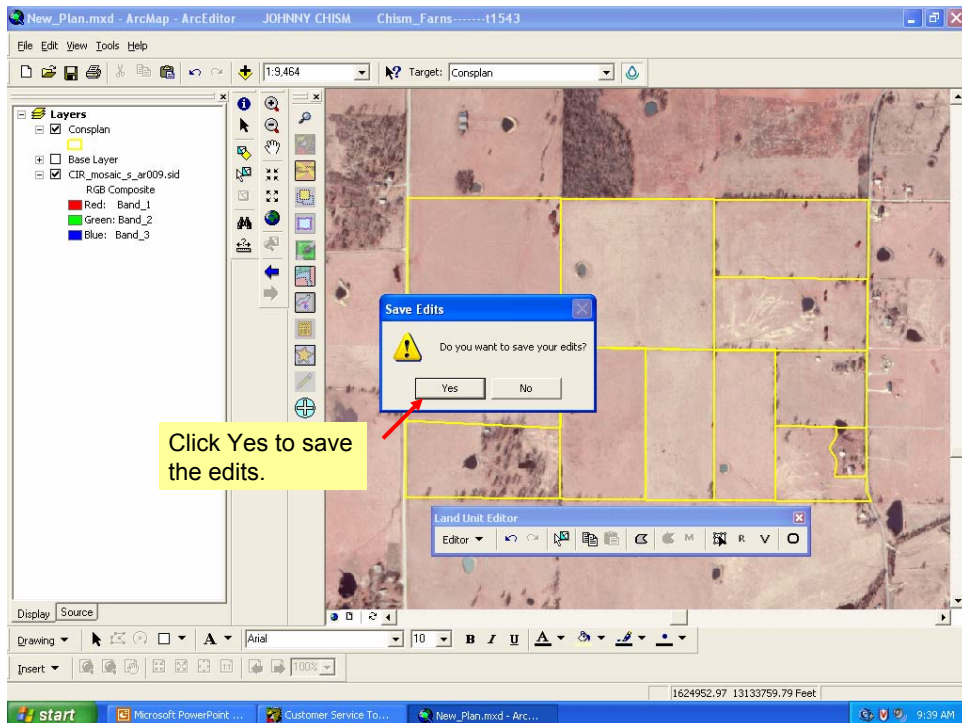 New_Plan.mxd - ArcMap - ArcEditor JOHNNY CHISM Chism_Farns-------t1543
File Edit View Tools Help
1:9,464 Target: Consplan
Layers
Consplan
Base Layer
CIR_mosaic_s_ar009.sid
RGB Composite
Red: Band_1
Green: Band_2
Blue: Band_3
Save Edits
Do you want to save your edits?
Yes No
Click Yes to save
the edits.
Land Unit Editor
Editor M R V
Display Source
Drawing A Arial 10 B I U A
Insert 100%
1624952.97 13133759.79 Feet
start Microsoft PowerPoint ... Customer Service To... New_Plan.mxd - Arc... 9:39 AM